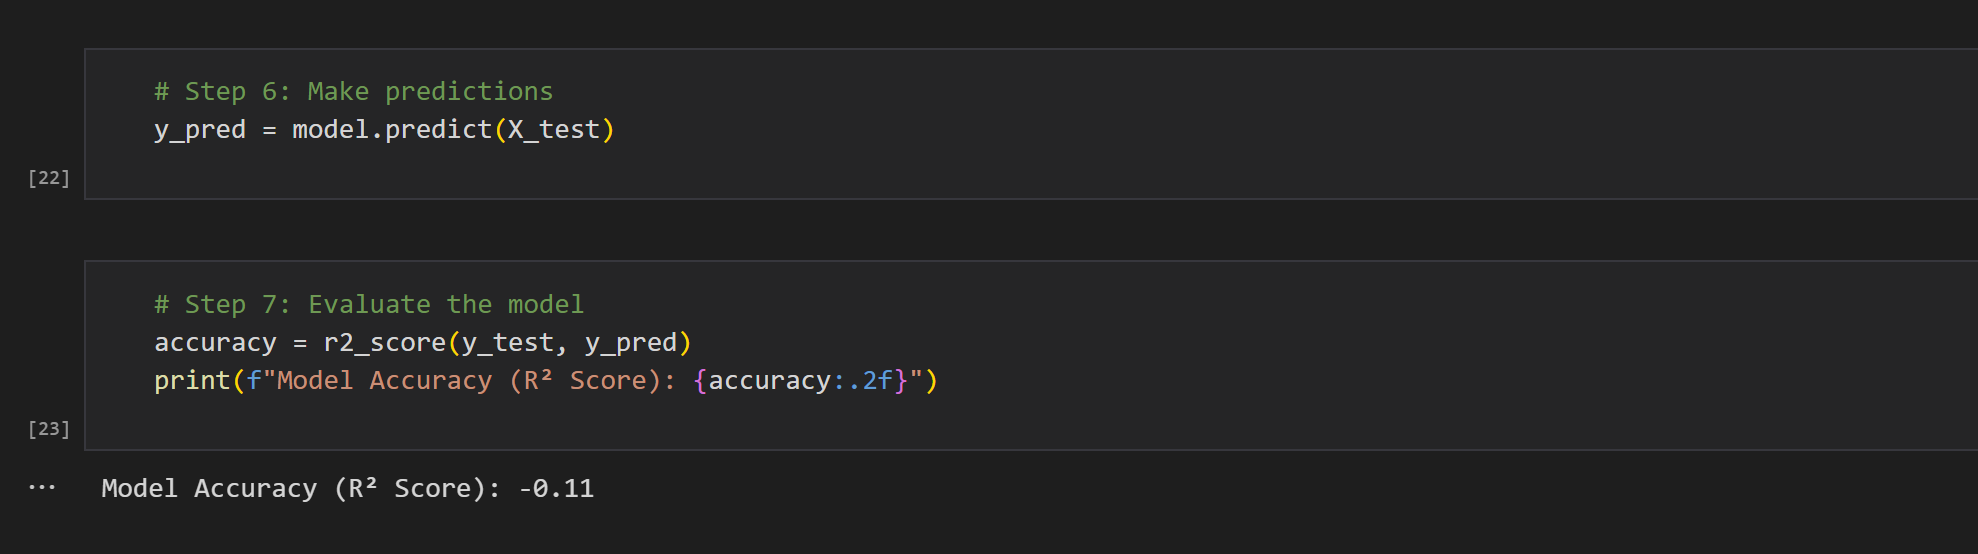 # Step 6: Make predictions
y_pred = model.predict(X_test)
[22]
# Step 7: Evaluate the model
accuracy = r2_score(y_test, y_pred)
print(f"Model Accuracy (R² Score): {accuracy:.2f}")
[23]
... Model Accuracy (R² Score): -0.11